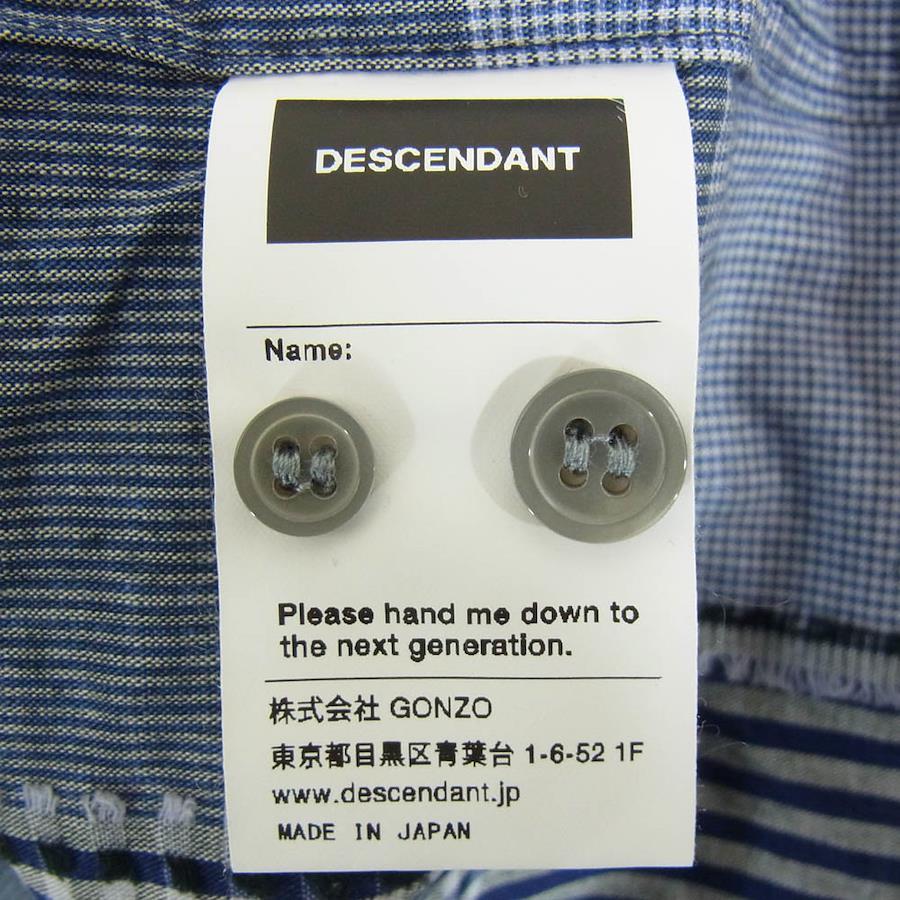 DESCENDANT
Name:
Please hand me down to
the next generation.
株式会社 GONZO
東京都目黒区青葉台 1-6-52 1F
www.descendant.jp
MADE IN JAPAN